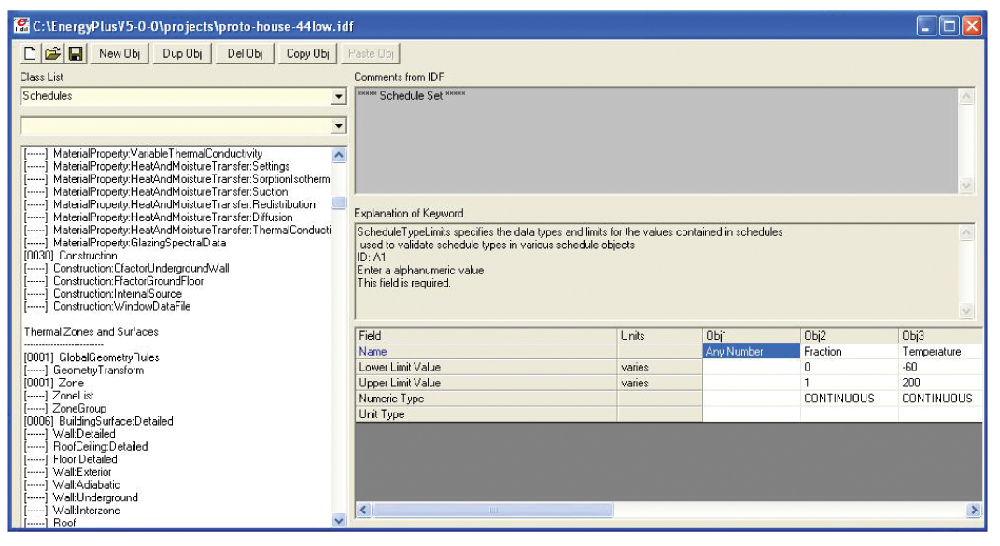 C:\EnergyPlusV5-0-0\projects\proto-house-44low.idf
New Obj Dup Obj Del Obj Copy Obj Paste Obj
Class List
Schedules
[------] MaterialProperty:VariableThermalConductivity
[------] MaterialProperty:HeatAndMoistureTransfer:Settings
[------] MaterialProperty:HeatAndMoistureTransfer:SorptionIsotherm
[------] MaterialProperty:HeatAndMoistureTransfer:Suction
[------] MaterialProperty:HeatAndMoistureTransfer:Redistribution
[------] MaterialProperty:HeatAndMoistureTransfer:Diffusion
[------] MaterialProperty:HeatAndMoistureTransfer:ThermalConducti
[------] MaterialProperty:GlazingSpectralData
[0030] Construction
[------] Construction:CfactorUndergroundWall
[------] Construction:FfactorGroundFloor
[------] Construction:InternalSource
[------] Construction:WindowDataFile
Thermal Zones and Surfaces
-------------------------
[0001] GlobalGeometryRules
[------] GeometryTransform
[0001] Zone
[------] ZoneList
[------] ZoneGroup
[0006] BuildingSurface:Detailed
[------] Wall:Detailed
[------] RoofCeiling:Detailed
[------] Floor:Detailed
[------] Wall:Exterior
[------] Wall:Adiabatic
[------] Wall:Underground
[------] Wall:Interzone
[------] Roof
Comments from IDF
***** Schedule Set *****
Explanation of Keyword
ScheduleTypeLimits specifies the data types and limits for the values contained in schedules
used to validate schedule types in various schedule objects
ID: A1
Enter a alphanumeric value
This field is required.
Field Units Obj1 Obj2 Obj3
Name Any Number Fraction Temperature
Lower Limit Value varies 0 -60
Upper Limit Value varies 1 200
Numeric Type CONTINUOUS CONTINUOUS
Unit Type